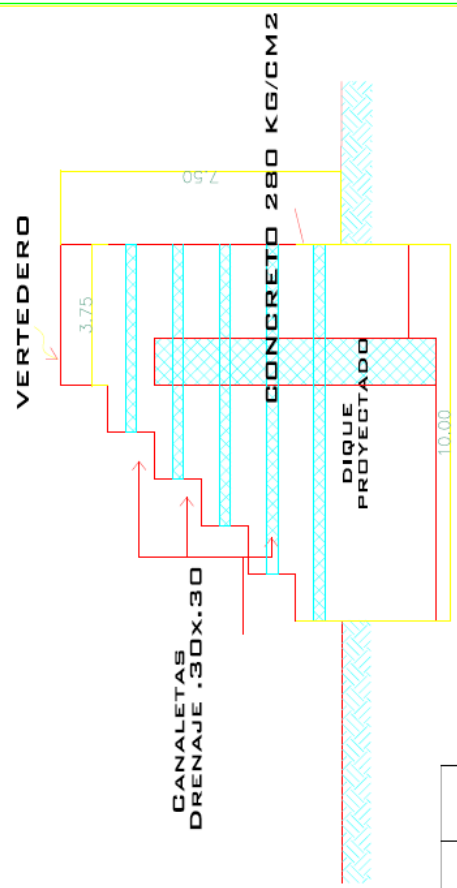 VERTEDERO
7.50
3.75
CONCRETO 280 KG/CM2
DIQUE
PROYECTADO
10.00
CANALETAS
DRENAJE .30x.30